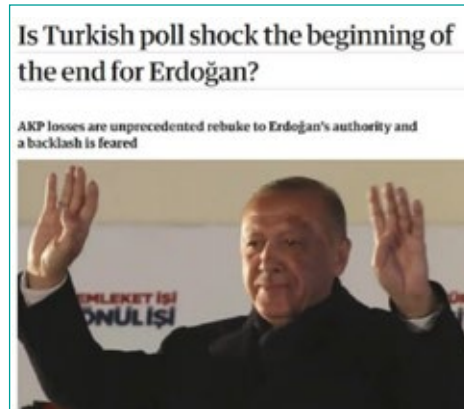 Is Turkish poll shock the beginning of
the end for Erdoğan?
AKP losses are unprecedented rebuke to Erdoğan's authority and
a backlash is feared
EMLEKET İŞİ
ÖNÜL İŞİ